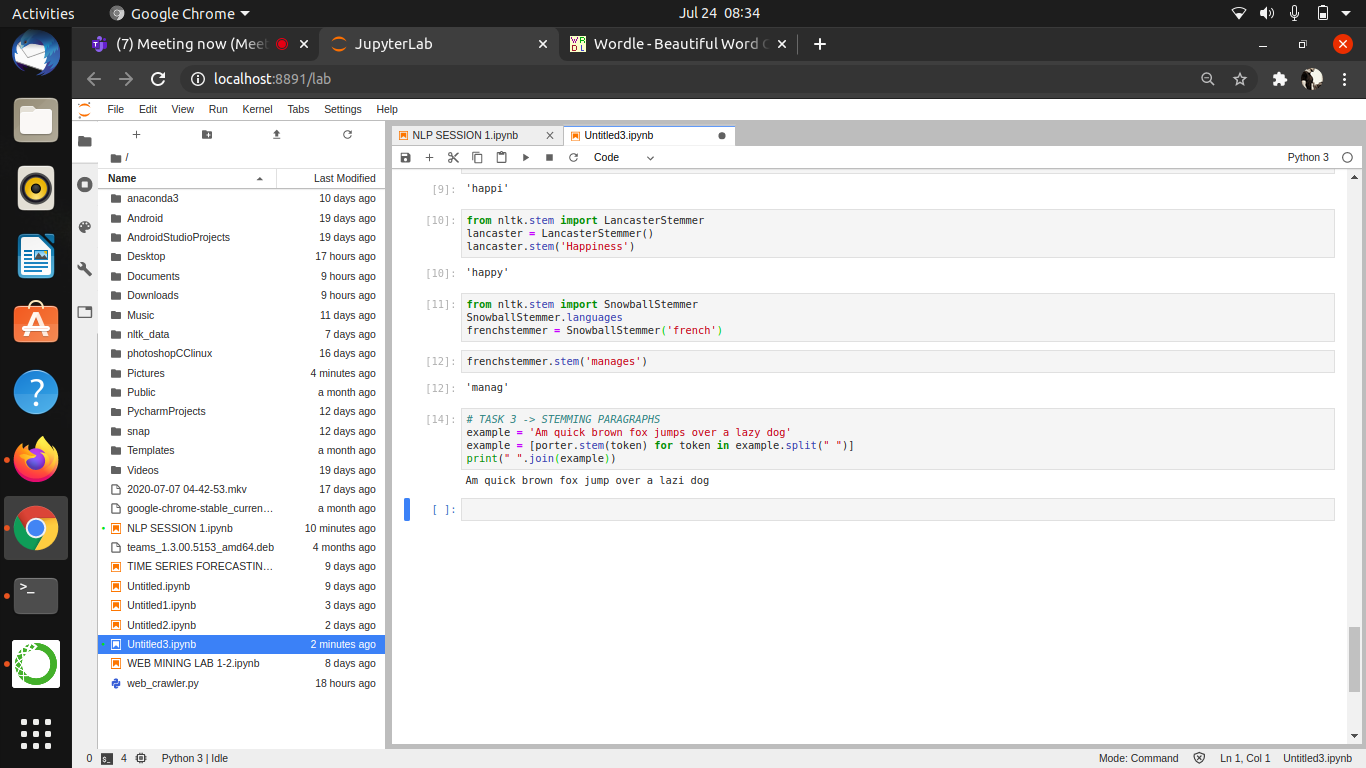 Activities
Google Chrome
Jul 24 08:34
(7) Meeting now (Meet
JupyterLab
Wordle - Beautiful Word C
localhost:8891/lab
File Edit View Run Kernel Tabs Settings Help
NLP SESSION 1.ipynb
Untitled3.ipynb
Code
Python 3
/
Name Last Modified
anaconda3 10 days ago
Android 19 days ago
AndroidStudioProjects 19 days ago
Desktop 17 hours ago
Documents 9 hours ago
Downloads 9 hours ago
Music 11 days ago
nltk_data 7 days ago
photoshopCClinux 16 days ago
Pictures 4 minutes ago
Public a month ago
PycharmProjects 12 days ago
snap 12 days ago
Templates a month ago
Videos 19 days ago
2020-07-07 04-42-53.mkv 17 days ago
google-chrome-stable_curren... a month ago
NLP SESSION 1.ipynb 10 minutes ago
teams_1.3.00.5153_amd64.deb 4 months ago
TIME SERIES FORECASTIN... 9 days ago
Untitled.ipynb 9 days ago
Untitled1.ipynb 3 days ago
Untitled2.ipynb 2 days ago
Untitled3.ipynb 2 minutes ago
WEB MINING LAB 1-2.ipynb 8 days ago
web_crawler.py 18 hours ago
[9]: 'happi'
[10]: from nltk.stem import LancasterStemmer
lancaster = LancasterStemmer()
lancaster.stem('Happiness')
[10]: 'happy'
[11]: from nltk.stem import SnowballStemmer
SnowballStemmer.languages
frenchstemmer = SnowballStemmer('french')
[12]: frenchstemmer.stem('manages')
[12]: 'manag'
[14]: # TASK 3 -> STEMMING PARAGRAPHS
example = 'Am quick brown fox jumps over a lazy dog'
example = [porter.stem(token) for token in example.split(" ")]
print(" ".join(example))
Am quick brown fox jump over a lazi dog
[ ]:
0 4 Python 3 | Idle
Mode: Command Ln 1, Col 1 Untitled3.ipynb